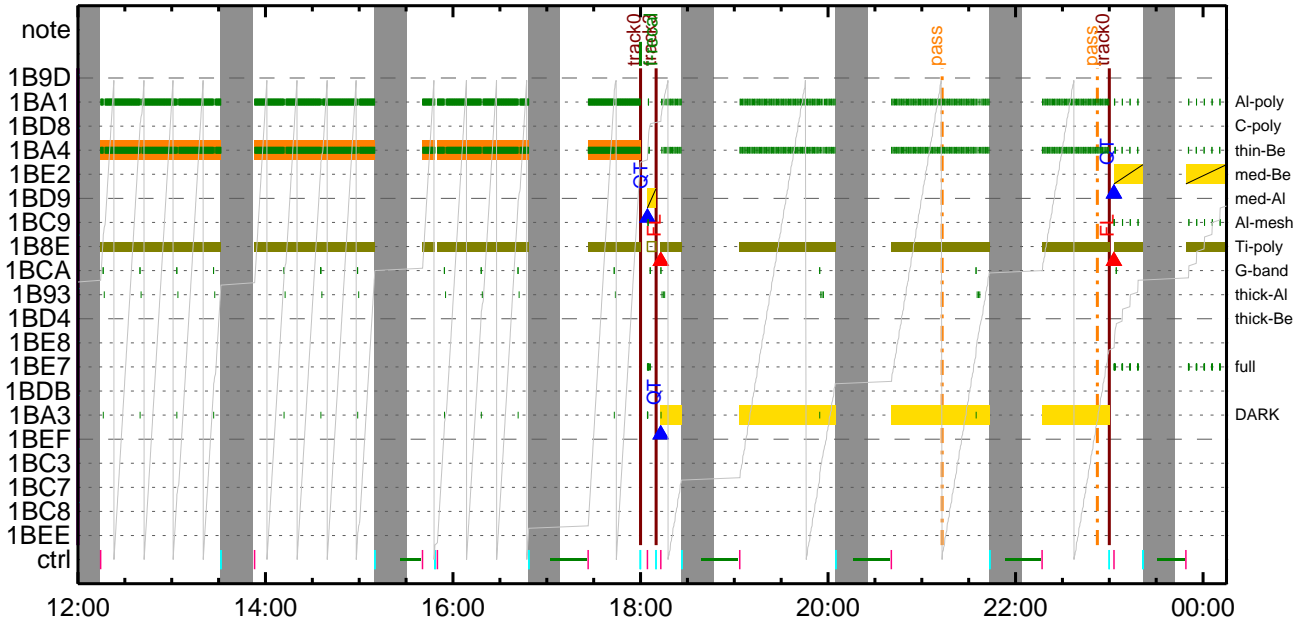 note
track0
track3
pass
pass
track0
1B9D
1BA1 Al-poly
1BD8 C-poly
1BA4 thin-Be
QT
QT
1BE2 med-Be
1BD9 med-Al
1BC9 Al-mesh
FL
FL
1B8E Ti-poly
1BCA G-band
1B93 thick-Al
1BD4 thick-Be
1BE8
1BE7 full
QT
1BDB
1BA3 DARK
1BEF
1BC3
1BC7
1BC8
1BEE
ctrl
12:00 14:00 16:00 18:00 20:00 22:00 00:00